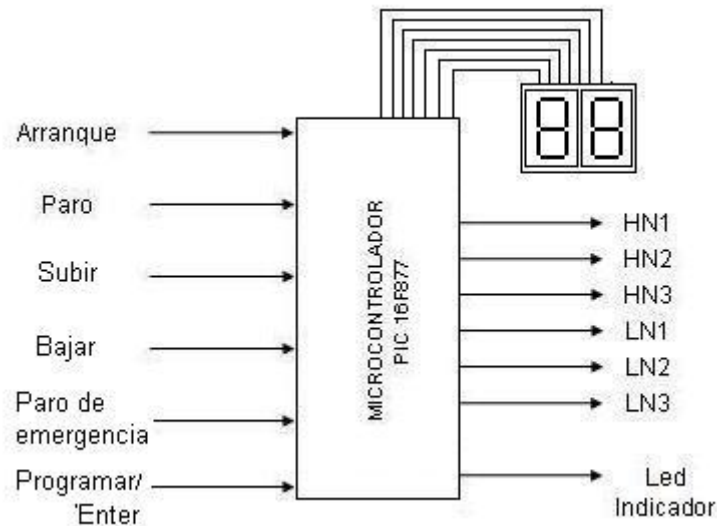 Arranque
Paro
Subir
Bajar
Paro de
emergencia
Programar/
'Enter
MICROCONTROLADOR
PIC 16F877
88
HN1
HN2
HN3
LN1
LN2
LN3
Led
Indicador